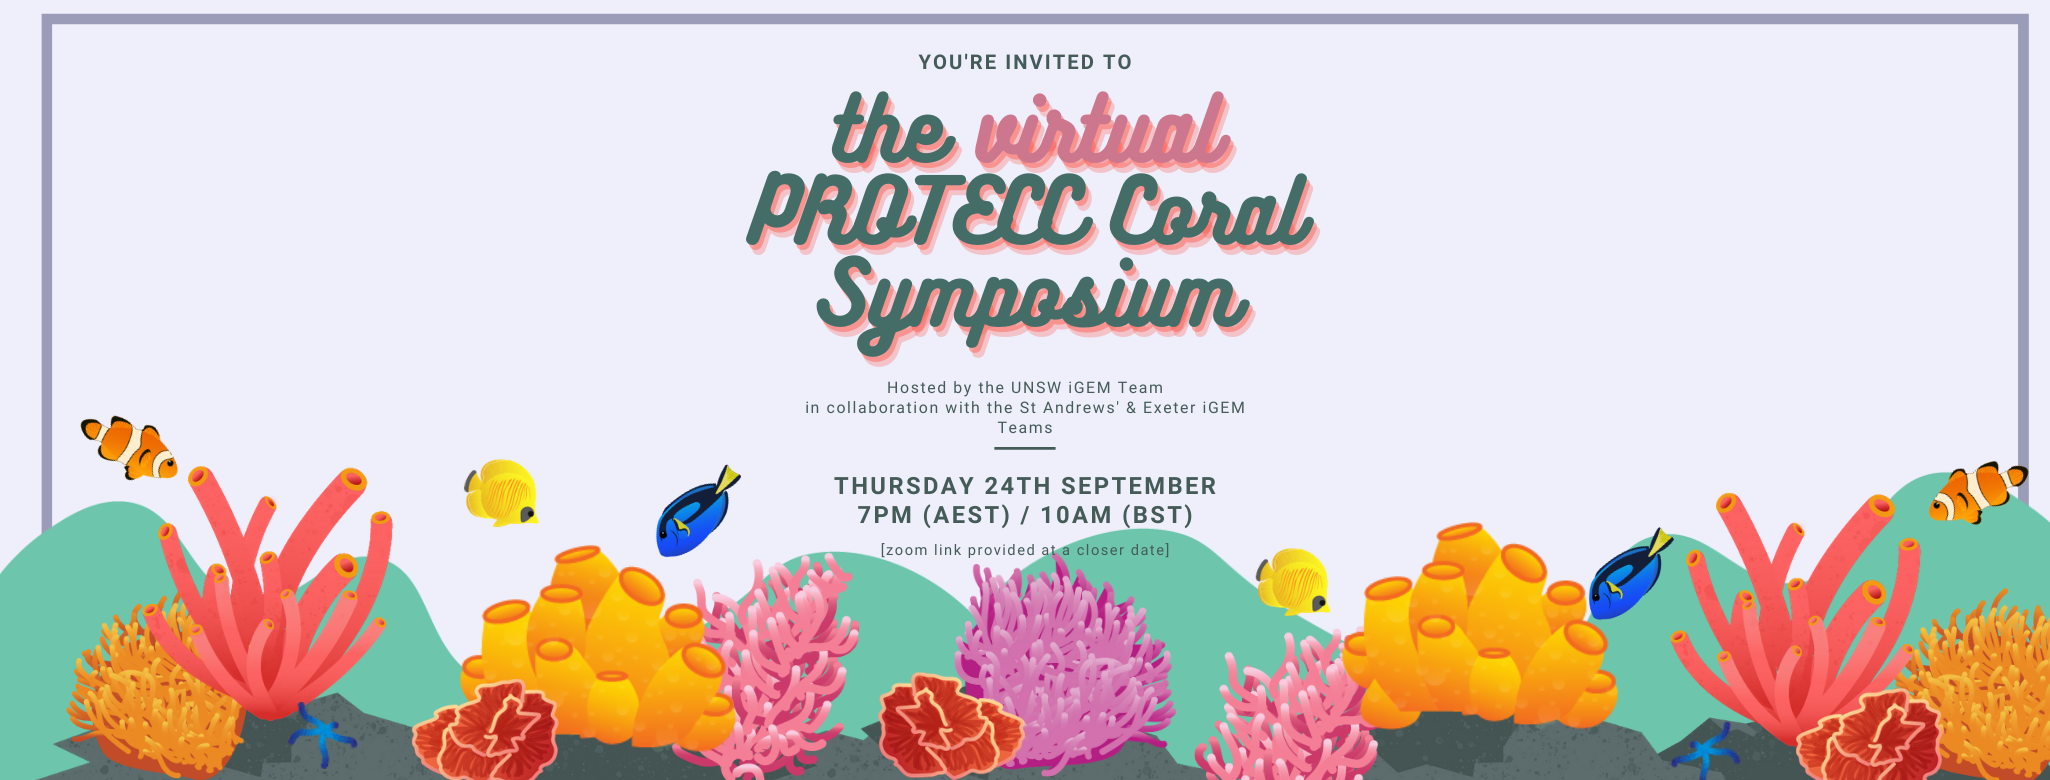 YOU'RE INVITED TO
the virtual
PROTECC Coral
Symposium
Hosted by the UNSW iGEM Team
in collaboration with the St Andrews' & Exeter iGEM
Teams
THURSDAY 24TH SEPTEMBER
7PM (AEST) / 10AM (BST)
[zoom link provided at a closer date]